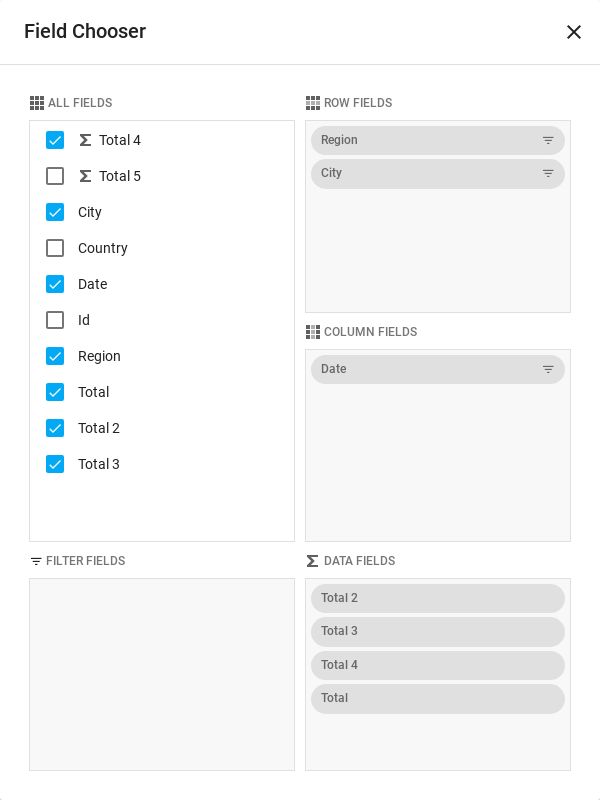 Field Chooser
ALL FIELDS
Total 4
Total 5
City
Country
Date
Id
Region
Total
Total 2
Total 3
ROW FIELDS
Region
City
COLUMN FIELDS
Date
FILTER FIELDS
DATA FIELDS
Total 2
Total 3
Total 4
Total